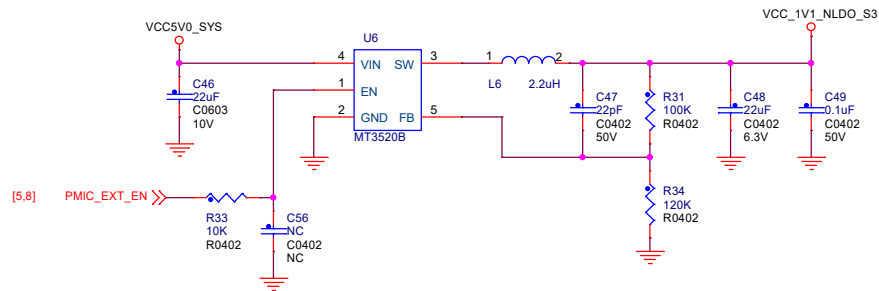 VCC5V0_SYS
VCC_1V1_NLDO_S3
U6
4 VIN SW 3
1 2
1 EN
L6 2.2uH
2 GND FB 5
MT3520B
C46
22uF
C0603
10V
C47
22pF
C0402
50V
R31
100K
R0402
C48
22uF
C0402
6.3V
C49
0.1uF
C0402
50V
R34
120K
R0402
[5,8] PMIC_EXT_EN
R33
10K
R0402
C56
NC
C0402
NC